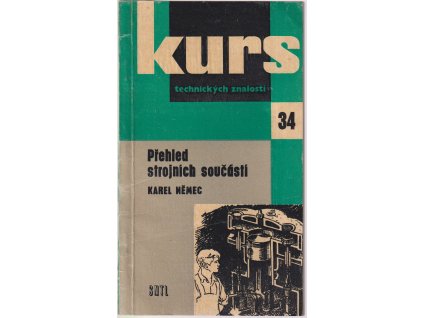 kurs
technických znalostí
34
Přehled
strojních součástí
KAREL NĚMEC
SNTL